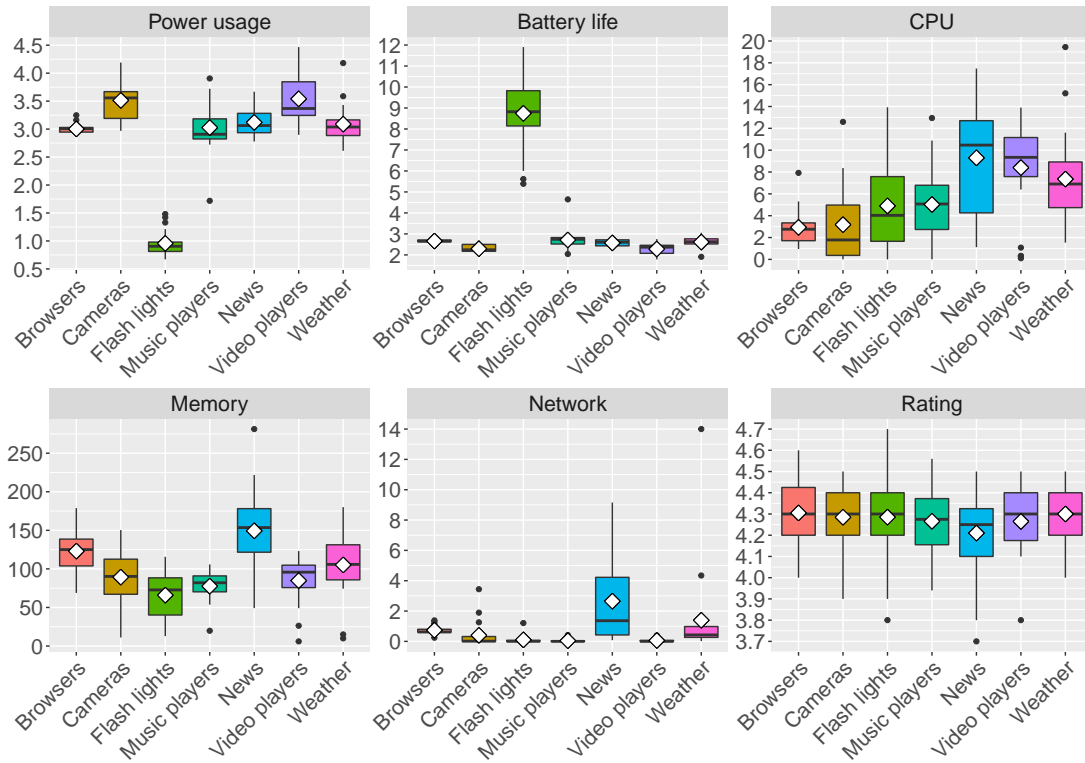 Power usage
Battery life
CPU
4.5
4.0
3.5
3.0
2.5
2.0
1.5
1.0
0.5
12
11
10
9
8
7
6
5
4
3
2
20
18
16
14
12
10
8
6
4
2
0
Browsers
Cameras
Flash lights
Music players
News
Video players
Weather
Browsers
Cameras
Flash lights
Music players
News
Video players
Weather
Browsers
Cameras
Flash lights
Music players
News
Video players
Weather
Memory
Network
Rating
250
200
150
100
50
0
14
12
10
8
6
4
2
0
4.7
4.6
4.5
4.4
4.3
4.2
4.1
4.0
3.9
3.8
3.7
Browsers
Cameras
Flash lights
Music players
News
Video players
Weather
Browsers
Cameras
Flash lights
Music players
News
Video players
Weather
Browsers
Cameras
Flash lights
Music players
News
Video players
Weather